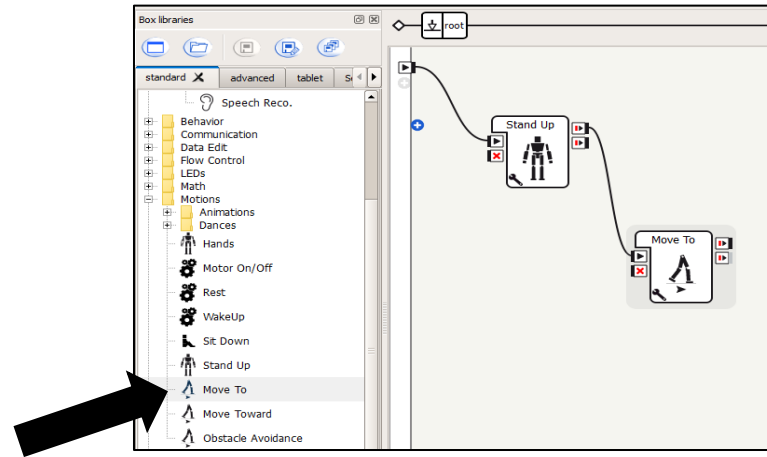 Box libraries
root
standard advanced tablet
Speech Reco.
Behavior
Communication
Data Edit
Flow Control
LEDs
Math
Motions
Animations
Dances
Hands
Motor On/Off
Rest
WakeUp
Sit Down
Stand Up
Move To
Move Toward
Obstacle Avoidance
Stand Up
Move To